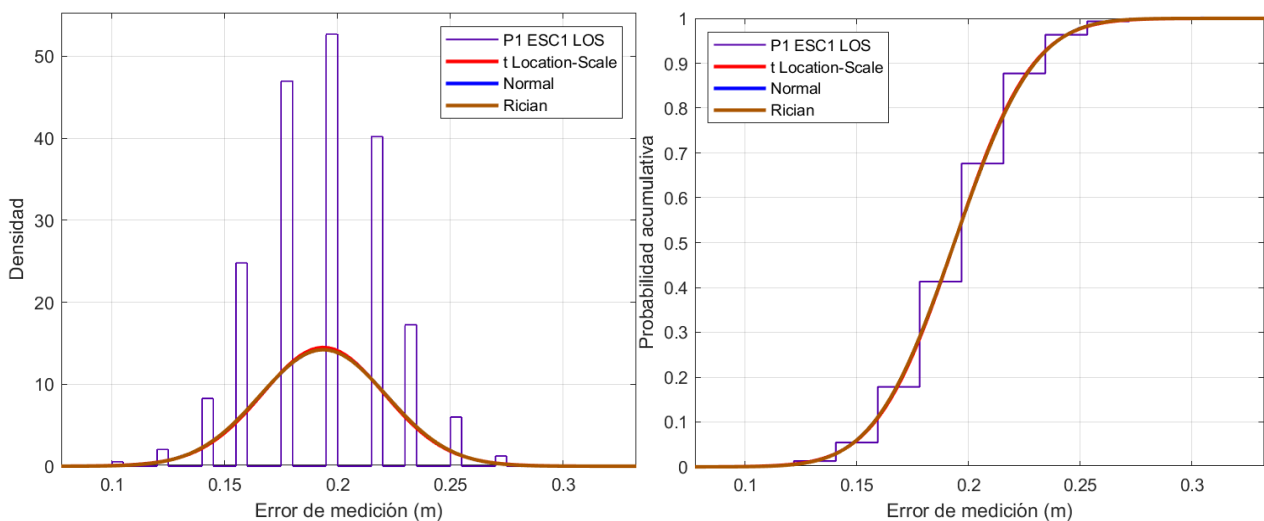 50
40
30
20
10
0
Densidad
0.1
0.15
0.2
0.25
0.3
Error de medición (m)
P1 ESC1 LOS
t Location-Scale
Normal
Rician
1
0.9
0.8
0.7
0.6
0.5
0.4
0.3
0.2
0.1
0
Probabilidad acumulativa
0.1
0.15
0.2
0.25
0.3
Error de medición (m)
P1 ESC1 LOS
t Location-Scale
Normal
Rician